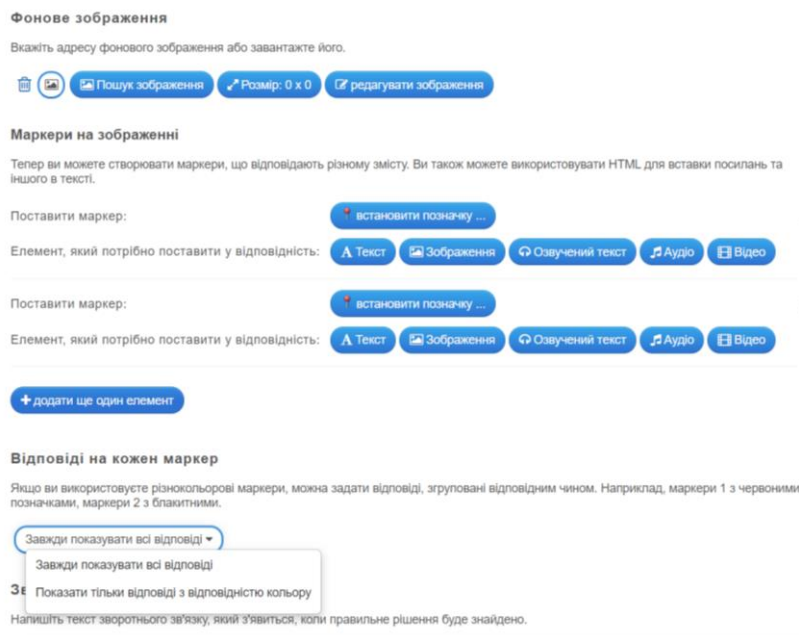 Фонове зображення
Вкажіть адресу фонового зображення або завантажте його.
Пошук зображення Розмір: 0 x 0 редагувати зображення
Маркери на зображенні
Тепер ви можете створювати маркери, що відповідають різному змісту. Ви також можете використовувати HTML для вставки посилань та
іншого в тексті.
Поставити маркер: встановити позначку ...
Елемент, який потрібно поставити у відповідність: Текст Зображення Озвучений текст Аудіо Відео
Поставити маркер: встановити позначку ...
Елемент, який потрібно поставити у відповідність: Текст Зображення Озвучений текст Аудіо Відео
додати ще один елемент
Відповіді на кожен маркер
Якщо ви використовуєте різнокольорові маркери, можна задати відповіді, згруповані відповідним чином. Наприклад, маркери 1 з червоними
позначками, маркери 2 з блакитними.
Завжди показувати всі відповіді
Завжди показувати всі відповіді
Показати тільки відповіді з відповідністю кольору
Напишіть текст зворотнього зв'язку, який з'явиться, коли правильне рішення буде знайдено.